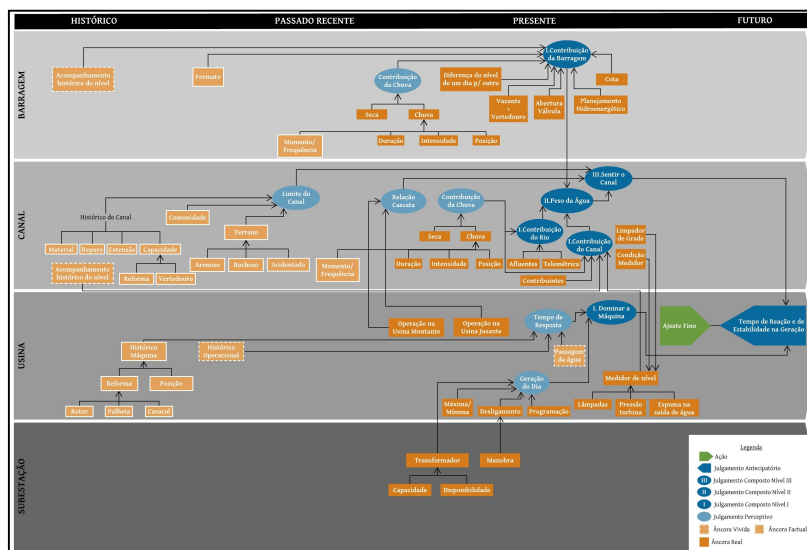 HISTÓRICO
PASSADO RECENTE
PRESENTE
FUTURO
BARRAGEM
Acompanhamento
histórico do nível
Formato
Contribuição
da Chuva
Seca
Chuva
Momento/
Frequência
Duração
Intensidade
Posição
Diferença do nível
de um dia p/ outro
I.Contribuição
da Barragem
Vazante +
Vertedouro
Abertura
Válvula
Planejamento
Hidroenergético
Cota
CANAL
Histórico do Canal
Material
Reparo
Extensão
Capacidade
Acompanhamento
histórico do nível
Reforma
Vertedouro
Comunidade
Limite do
Canal
Terreno
Arenoso
Rochoso
Acidentado
Relação
Cascata
Contribuição
da Chuva
Seca
Chuva
Momento/
Frequência
Duração
Intensidade
Posição
III.Sentir o
Canal
II.Peso da Água
I.Contribuição
do Rio
I.Contribuição
do Canal
Afluentes
Telemétrica
Contribuintes
Limpador
de Grade
Condição
Medidor
USINA
Histórico
Máquina
Reforma
Posição
Rotor
Palheta
Caracol
Histórico
Operacional
Operação na
Usina Montante
Operação na
Usina Jusante
Tempo de
Resposta
Passagem
da água
I. Dominar a
Máquina
Geração
do Dia
Máxima/
Mínima
Desligamento
Programação
Medidor de nível
Lâmpadas
Pressão
turbina
Espuma na
saída de água
Ajuste Fino
Tempo de Reação e de
Estabilidade na Geração
SUBESTAÇÃO
Transformador
Manobra
Capacidade
Disponibilidade
Legenda
Ação
Julgamento Antecipatório
III Julgamento Composto Nível III
II Julgamento Composto Nível II
I Julgamento Composto Nível I
Julgamento Perceptivo
Âncora Vivida
Âncora Factual
Âncora Real